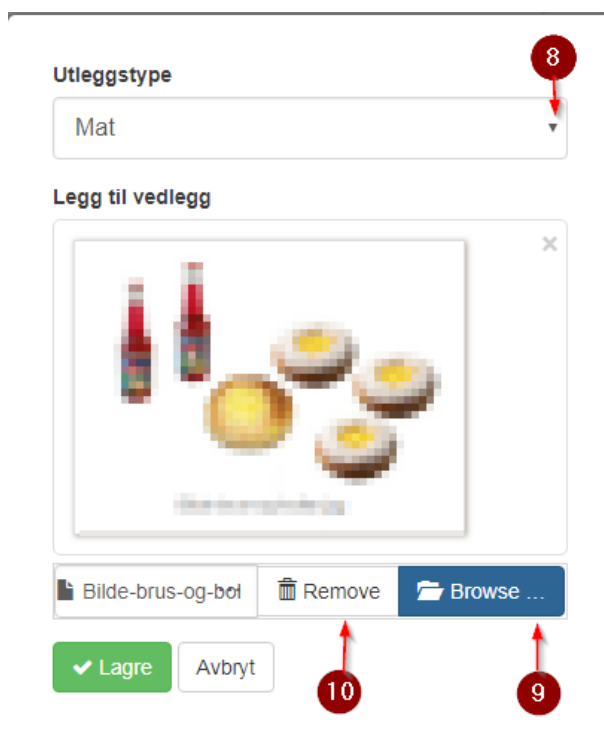 8
Utleggstype
Mat
Legg til vedlegg
×
Bilde-brus-og-bol Remove Browse ...
Lagre Avbryt
10 9